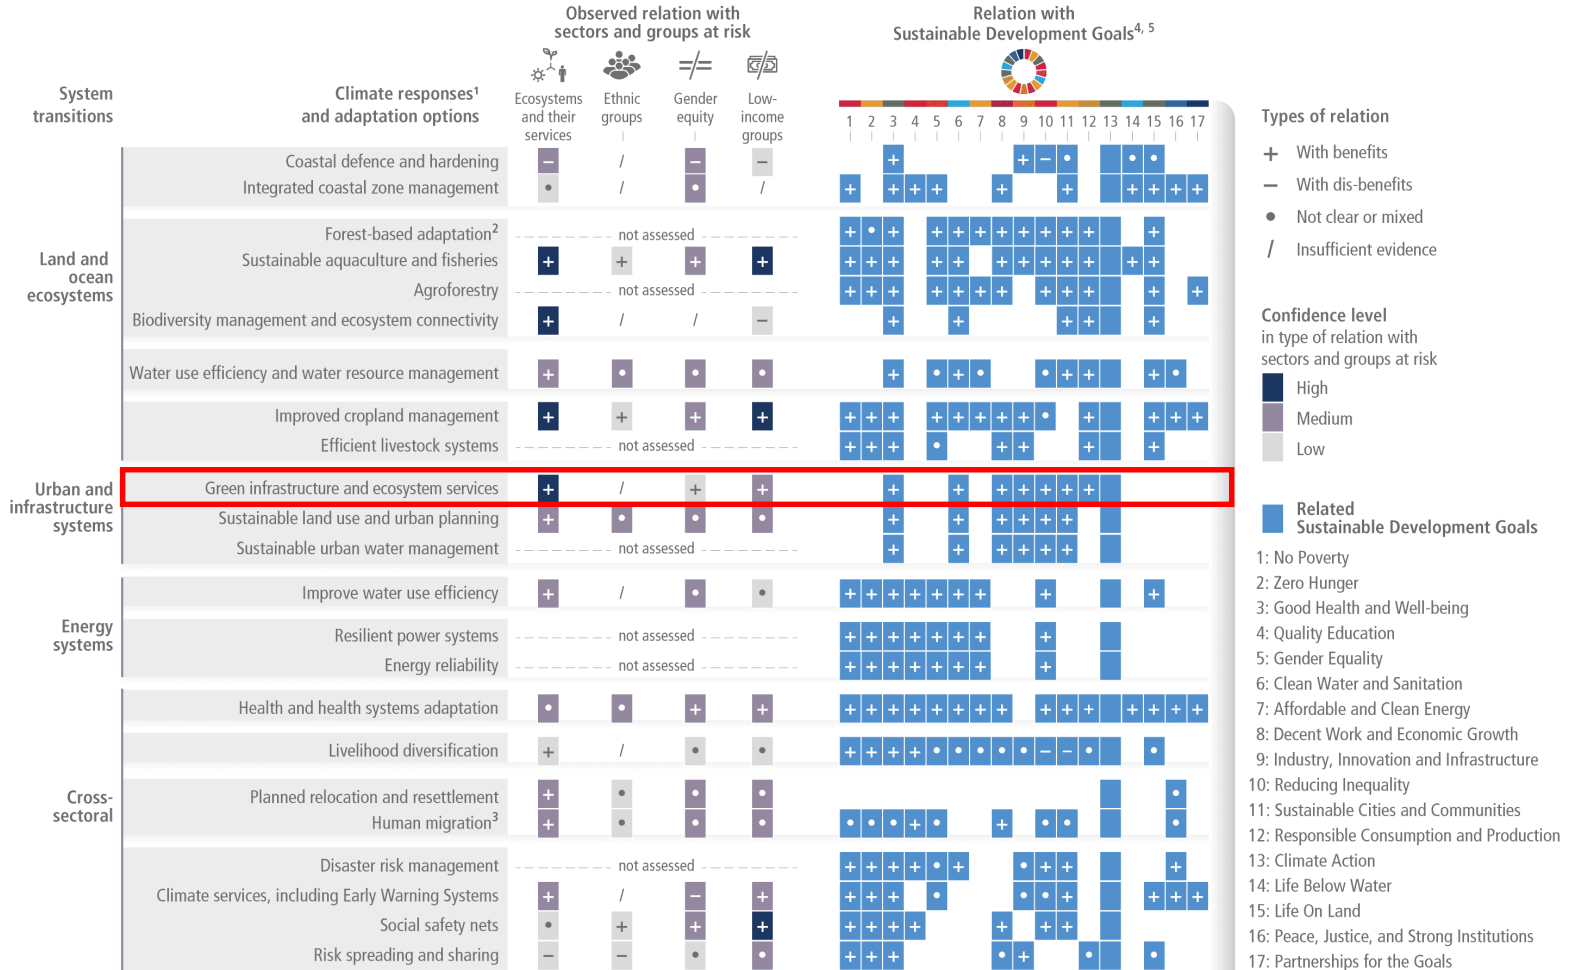 Observed relation with
sectors and groups at risk
Relation with
Sustainable Development Goals4, 5
System
transitions
Climate responses1
and adaptation options
Ecosystems
and their
services
Ethnic
groups
Gender
equity
Low-
income
groups
1 2 3 4 5 6 7 8 9 10 11 12 13 14 15 16 17
Land and
ocean
ecosystems
Coastal defence and hardening − / − − + + − • • •
Integrated coastal zone management • / • / + + + + + + + + + +
Forest-based adaptation2 not assessed + • + + + + + + + + + +
Sustainable aquaculture and fisheries + + + + + + + + + + + + + + + +
Agroforestry not assessed + + + + + + + + + + + +
Biodiversity management and ecosystem connectivity + / / − + + + + +
Water use efficiency and water resource management + • • • + • + • • + + + •
Improved cropland management + + + + + + + + + + + + • + + + +
Efficient livestock systems not assessed + + + • + + + +
Urban and
infrastructure
systems
Green infrastructure and ecosystem services + / + + + + + + + + +
Sustainable land use and urban planning + • • • + + + + + +
Sustainable urban water management not assessed + + + + + +
Energy
systems
Improve water use efficiency + / • • + + + + + + + + +
Resilient power systems not assessed + + + + + + + +
Energy reliability not assessed + + + + + + + +
Cross-
sectoral
Health and health systems adaptation • • + + + + + + + + + + + + + + + + +
Livelihood diversification + / • • + + + + • • • • • − − • •
Planned relocation and resettlement + • • • •
Human migration3 + • • • • • • + • + • • •
Disaster risk management not assessed + + + + • + • + + +
Climate services, including Early Warning Systems + / − + + + + • • • + + + +
Social safety nets • + + + + + + + + + +
Risk spreading and sharing − − • • + + + • + • •
Types of relation
+ With benefits
− With dis-benefits
• Not clear or mixed
/ Insufficient evidence
Confidence level
in type of relation with
sectors and groups at risk
High
Medium
Low
Related
Sustainable Development Goals
1: No Poverty
2: Zero Hunger
3: Good Health and Well-being
4: Quality Education
5: Gender Equality
6: Clean Water and Sanitation
7: Affordable and Clean Energy
8: Decent Work and Economic Growth
9: Industry, Innovation and Infrastructure
10: Reducing Inequality
11: Sustainable Cities and Communities
12: Responsible Consumption and Production
13: Climate Action
14: Life Below Water
15: Life On Land
16: Peace, Justice, and Strong Institutions
17: Partnerships for the Goals